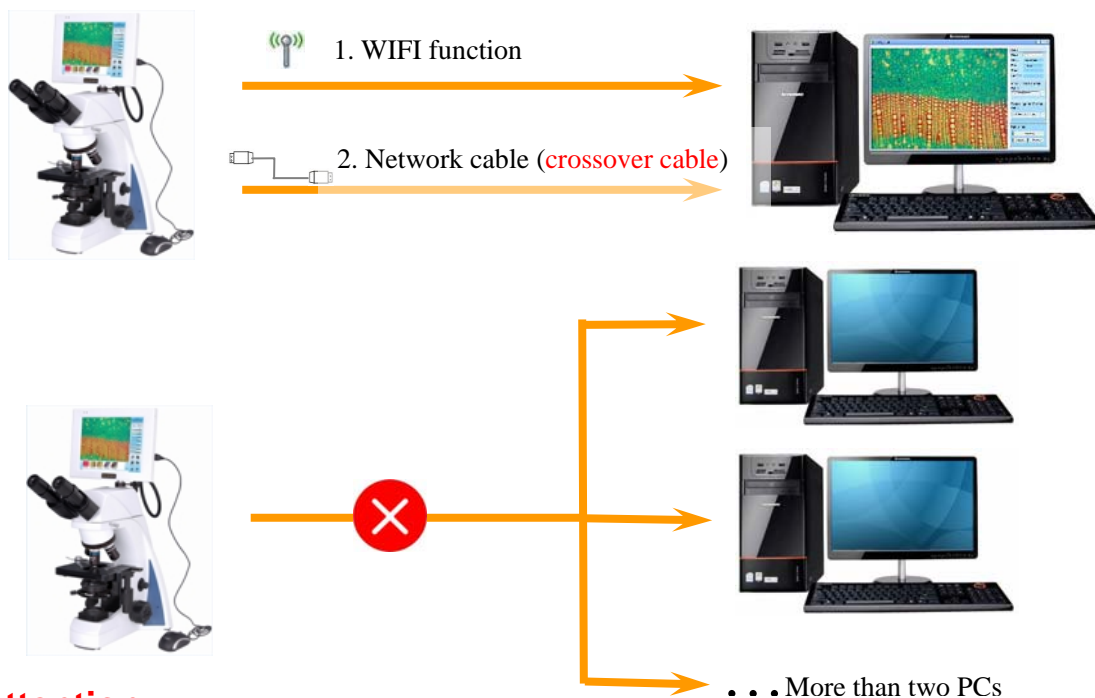 1. WIFI function
2. Network cable (crossover cable)
• • • More than two PCs